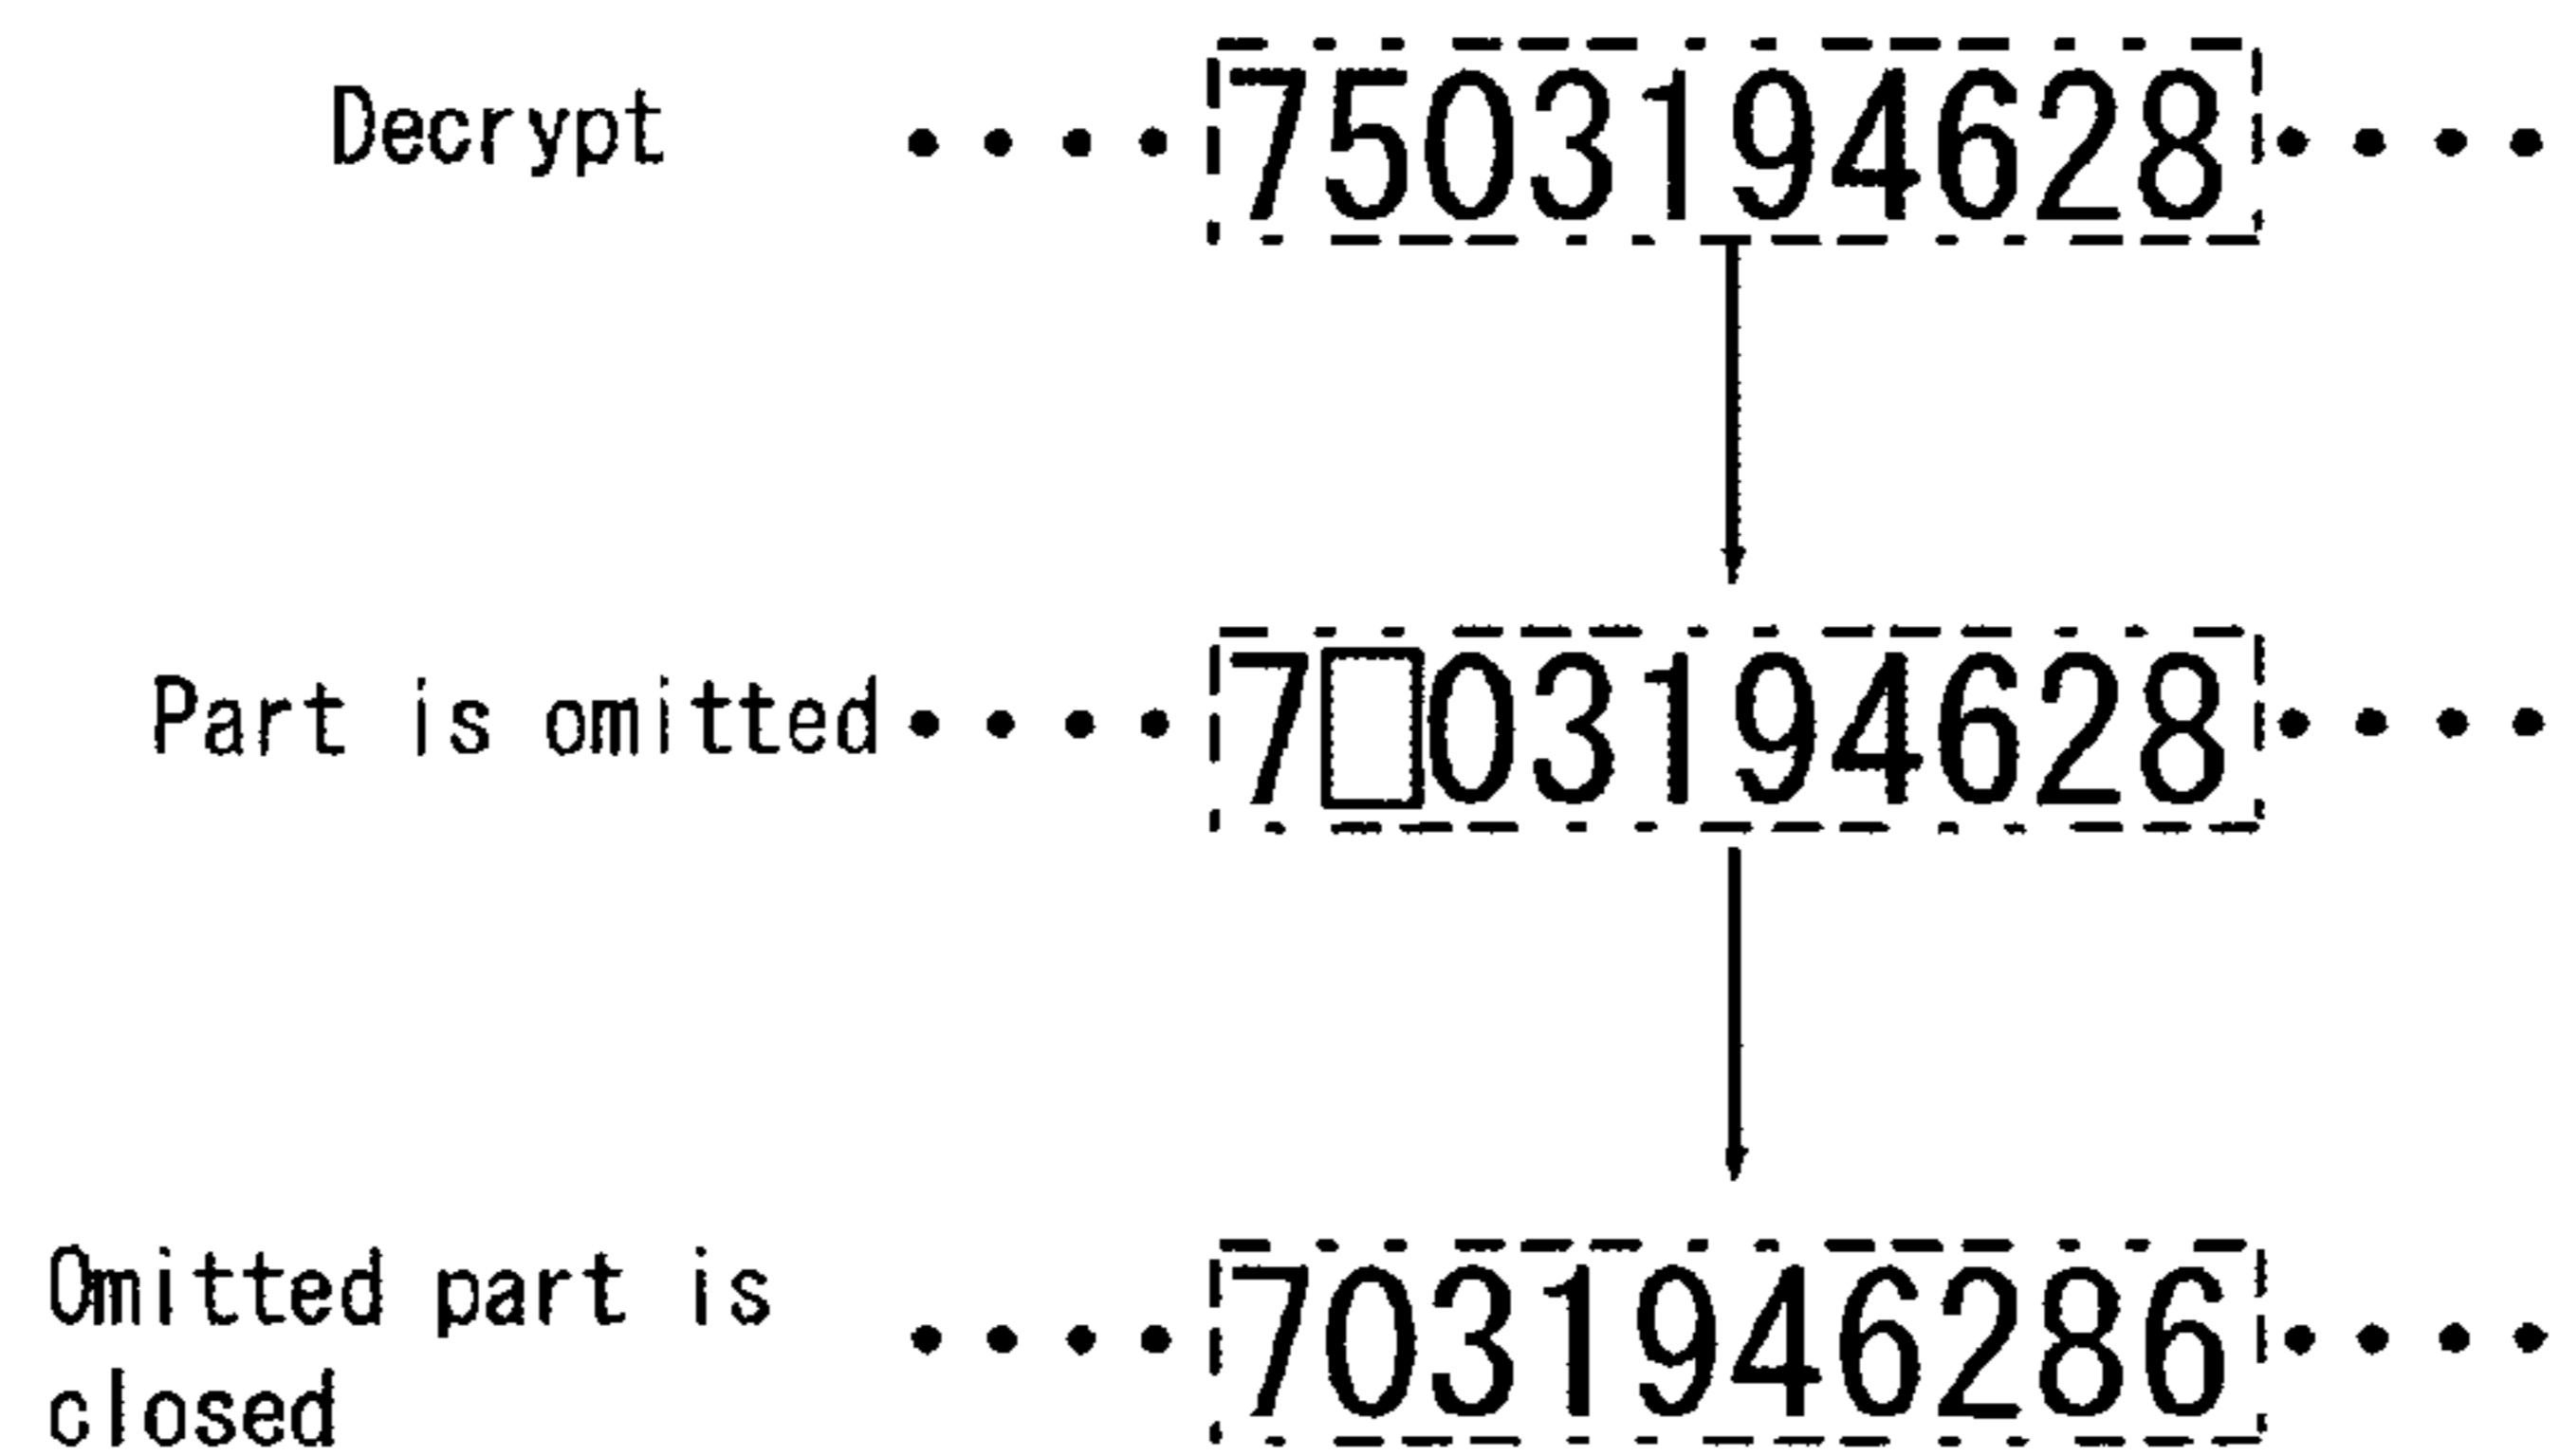 Decrypt ････7503194628････
Part is omitted････7□03194628････
Omitted part is ････7031946286････
closed